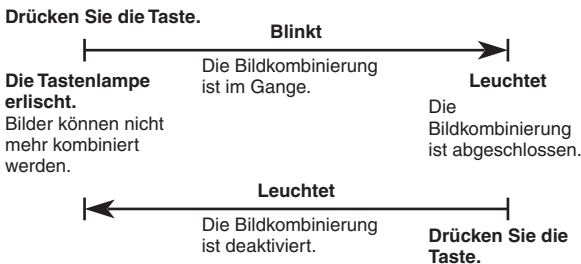 Drücken Sie die Taste.
Blinkt
Die Bildkombinierung
ist im Gange.
Die Tastenlampe
erlischt.
Bilder können nicht
mehr kombiniert
werden.
Leuchtet
Die
Bildkombinierung
ist abgeschlossen.
Leuchtet
Die Bildkombinierung
ist deaktiviert.
Drücken Sie die
Taste.